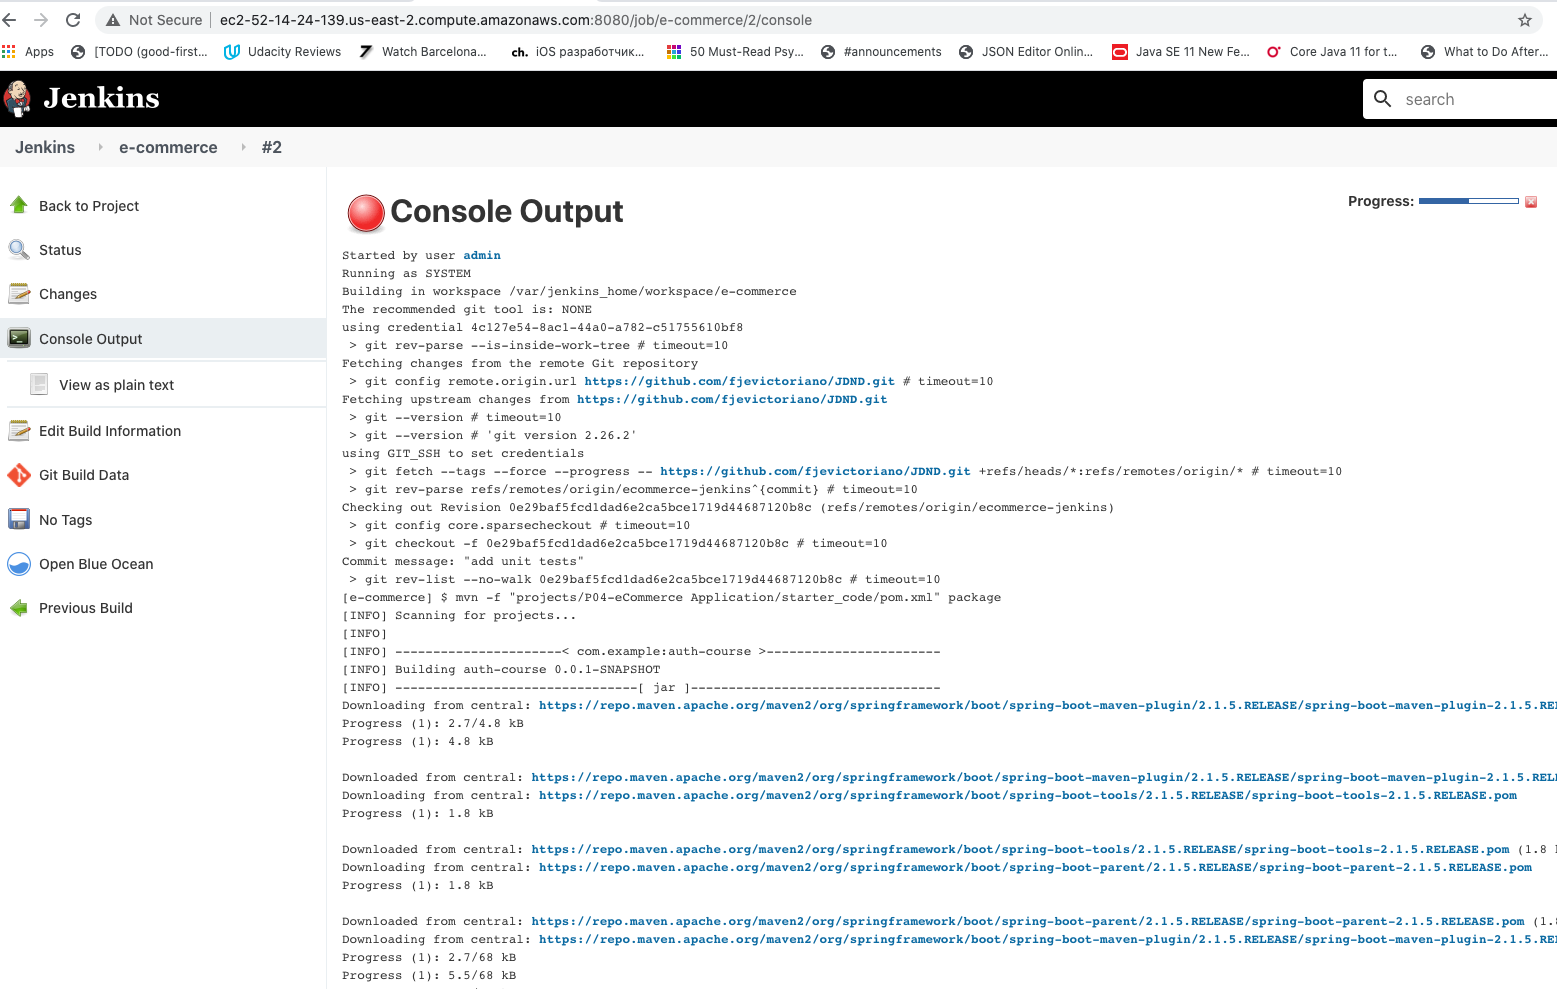 Not Secure | ec2-52-14-24-139.us-east-2.compute.amazonaws.com:8080/job/e-commerce/2/console
Apps [TODO (good-first... Udacity Reviews Watch Barcelona... ch. iOS разработчик... 50 Must-Read Psy... #announcements JSON Editor Onlin... Java SE 11 New Fe... Core Java 11 for t... What to Do After...
Jenkins
search
Jenkins e-commerce #2
Back to Project
Status
Changes
Console Output
View as plain text
Edit Build Information
Git Build Data
No Tags
Open Blue Ocean
Previous Build
Console Output
Progress:
Started by user admin
Running as SYSTEM
Building in workspace /var/jenkins_home/workspace/e-commerce
The recommended git tool is: NONE
using credential 4c127e54-8ac1-44a0-a782-c51755610bf8
> git rev-parse --is-inside-work-tree # timeout=10
Fetching changes from the remote Git repository
> git config remote.origin.url https://github.com/fjevictoriano/JDND.git # timeout=10
Fetching upstream changes from https://github.com/fjevictoriano/JDND.git
> git --version # timeout=10
> git --version # 'git version 2.26.2'
using GIT_SSH to set credentials
> git fetch --tags --force --progress -- https://github.com/fjevictoriano/JDND.git +refs/heads/*:refs/remotes/origin/* # timeout=10
> git rev-parse refs/remotes/origin/ecommerce-jenkins^{commit} # timeout=10
Checking out Revision 0e29baf5fcd1dad6e2ca5bce1719d44687120b8c (refs/remotes/origin/ecommerce-jenkins)
> git config core.sparsecheckout # timeout=10
> git checkout -f 0e29baf5fcd1dad6e2ca5bce1719d44687120b8c # timeout=10
Commit message: "add unit tests"
> git rev-list --no-walk 0e29baf5fcd1dad6e2ca5bce1719d44687120b8c # timeout=10
[e-commerce] $ mvn -f "projects/P04-eCommerce Application/starter_code/pom.xml" package
[INFO] Scanning for projects...
[INFO]
[INFO] ----------------------< com.example:auth-course >-----------------------
[INFO] Building auth-course 0.0.1-SNAPSHOT
[INFO] --------------------------------[ jar ]---------------------------------
Downloading from central: https://repo.maven.apache.org/maven2/org/springframework/boot/spring-boot-maven-plugin/2.1.5.RELEASE/spring-boot-maven-plugin-2.1.5.RE
Progress (1): 2.7/4.8 kB
Progress (1): 4.8 kB
Downloaded from central: https://repo.maven.apache.org/maven2/org/springframework/boot/spring-boot-maven-plugin/2.1.5.RELEASE/spring-boot-maven-plugin-2.1.5.REL
Downloading from central: https://repo.maven.apache.org/maven2/org/springframework/boot/spring-boot-tools/2.1.5.RELEASE/spring-boot-tools-2.1.5.RELEASE.pom
Progress (1): 1.8 kB
Downloaded from central: https://repo.maven.apache.org/maven2/org/springframework/boot/spring-boot-tools/2.1.5.RELEASE/spring-boot-tools-2.1.5.RELEASE.pom (1.8
Downloading from central: https://repo.maven.apache.org/maven2/org/springframework/boot/spring-boot-parent/2.1.5.RELEASE/spring-boot-parent-2.1.5.RELEASE.pom
Progress (1): 1.8 kB
Downloaded from central: https://repo.maven.apache.org/maven2/org/springframework/boot/spring-boot-parent/2.1.5.RELEASE/spring-boot-parent-2.1.5.RELEASE.pom (1.8
Downloading from central: https://repo.maven.apache.org/maven2/org/springframework/boot/spring-boot-maven-plugin/2.1.5.RELEASE/spring-boot-maven-plugin-2.1.5.RE
Progress (1): 2.7/68 kB
Progress (1): 5.5/68 kB